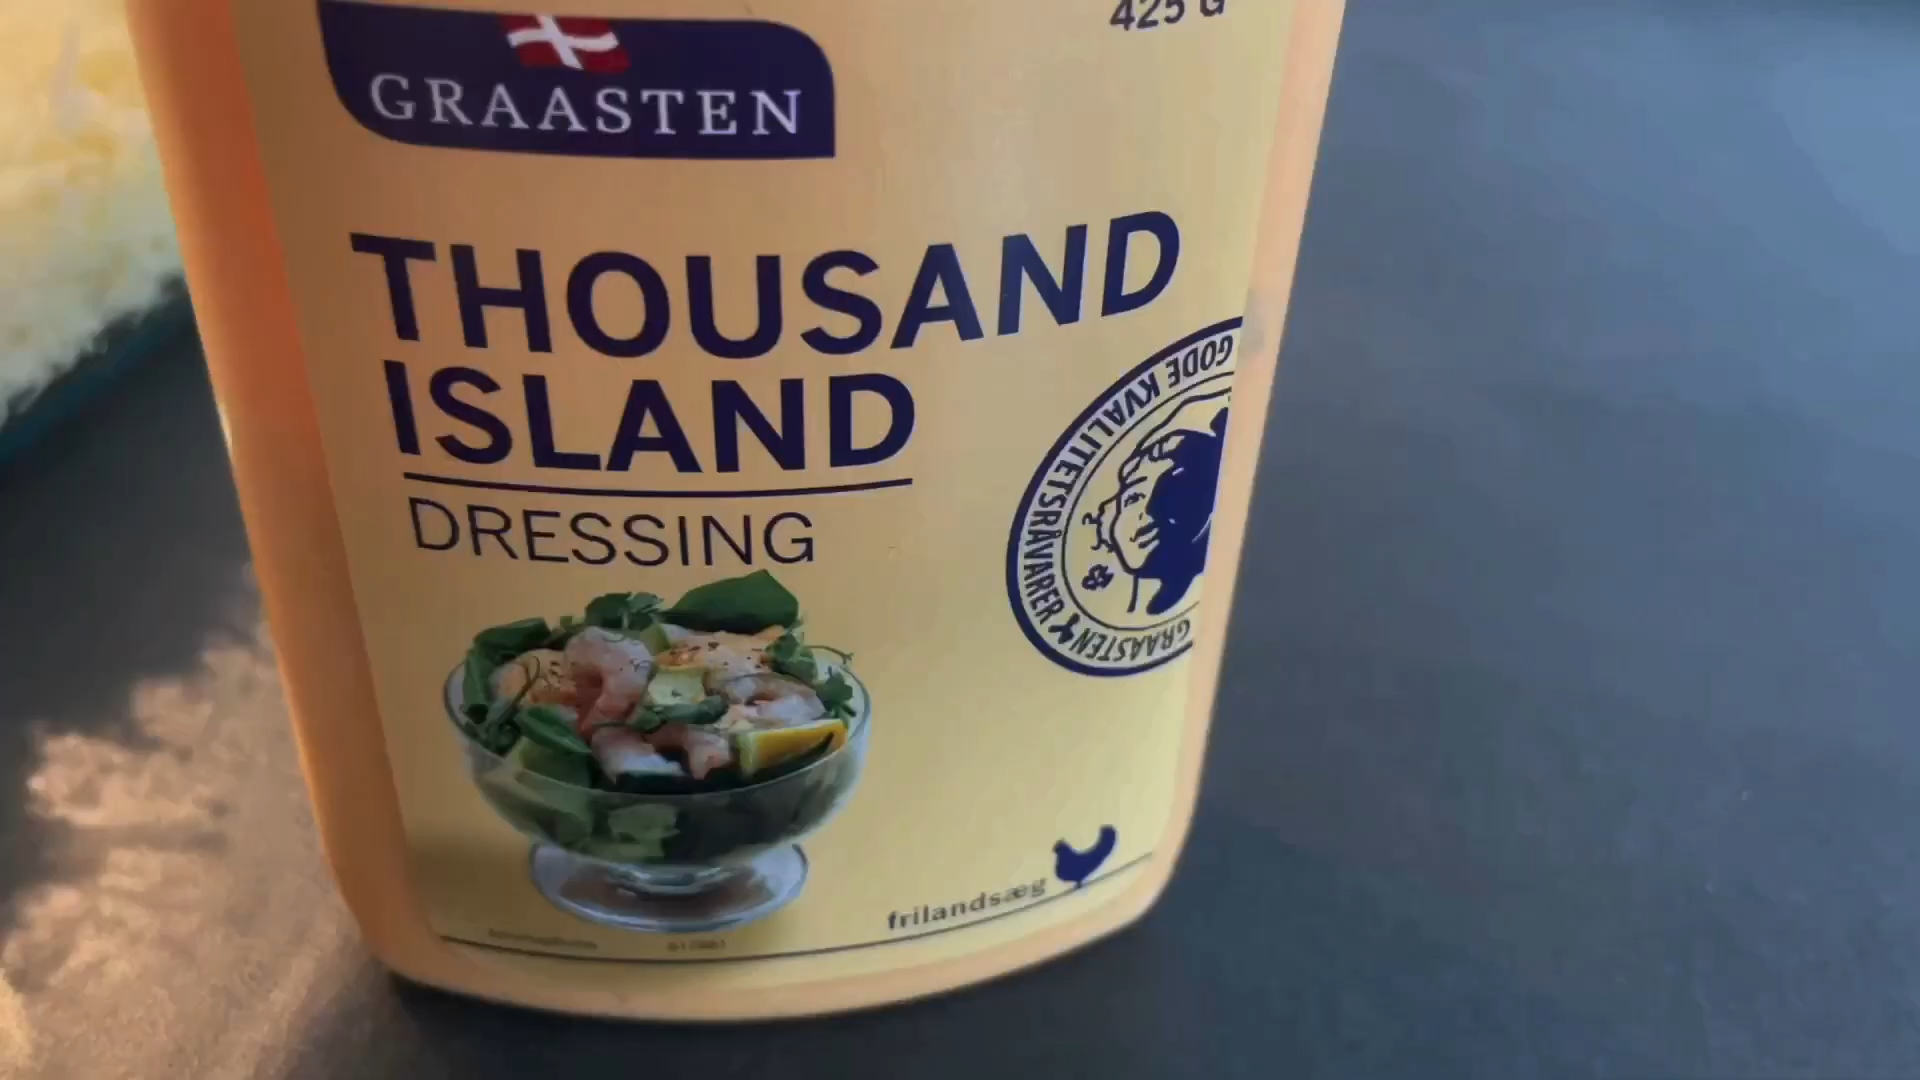 425 G
GRAASTEN
THOUSAND
ISLAND
DRESSING
GODE KVALITETSRÅVARER
GRAASTEN
frilandsæg